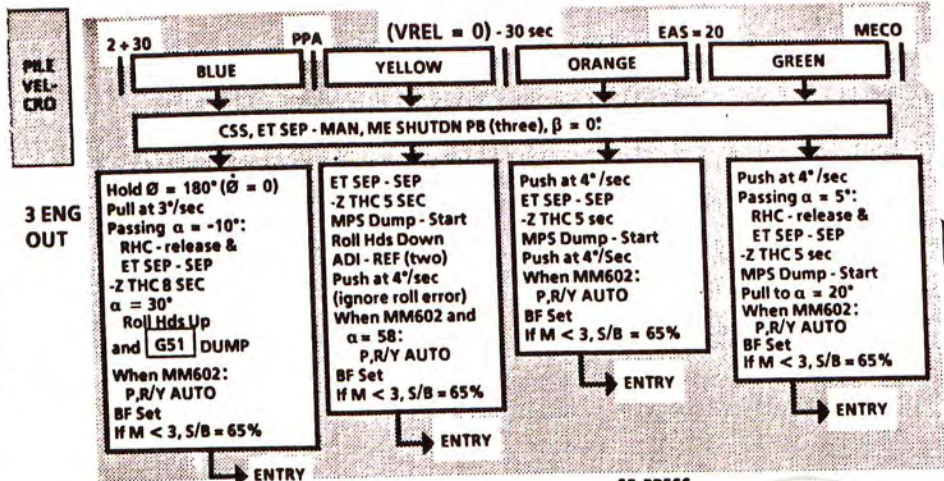 2 + 30 PPA (VREL = 0) - 30 sec EAS = 20 MECO
PILE
VEL-
CRO
BLUE YELLOW ORANGE GREEN
CSS, ET SEP - MAN, ME SHUTDN PB (three), β = 0:
3 ENG
OUT
Hold Ø = 180° (Ø̇ = 0)
Pull at 3°/sec
Passing α = -10°:
RHC - release &
ET SEP - SEP
-Z THC 8 SEC
α = 30°
Roll Hds Up
and G51 DUMP
When MM602:
P,R/Y AUTO
BF Set
If M < 3, S/B = 65%
ENTRY
ET SEP - SEP
-Z THC 5 SEC
MPS Dump - Start
Roll Hds Down
ADI - REF (two)
Push at 4°/sec
(ignore roll error)
When MM602 and
α = 58:
P,R/Y AUTO
BF Set
If M < 3, S/B = 65%
ENTRY
Push at 4°/sec
ET SEP - SEP
-Z THC 5 sec
MPS Dump - Start
Push at 4°/sec
When MM602:
P,R/Y AUTO
BF Set
If M < 3, S/B = 65%
ENTRY
Push at 4°/sec
Passing α = 5°:
RHC - release &
ET SEP - SEP
-Z THC 5 sec
MPS Dump - Start
Pull to α = 20°
When MM602:
P,R/Y AUTO
BF Set
If M < 3, S/B = 65%
ENTRY